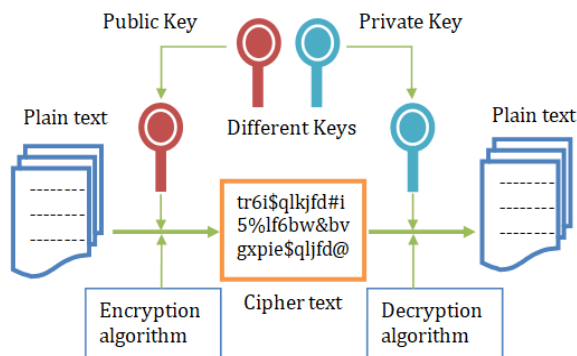 Public Key
Private Key
Plain text
Different Keys
Plain text
tr6i$qlkjfd#i
5%lf6bw&bv
gxpie$qljfd@
Cipher text
Encryption
algorithm
Decryption
algorithm